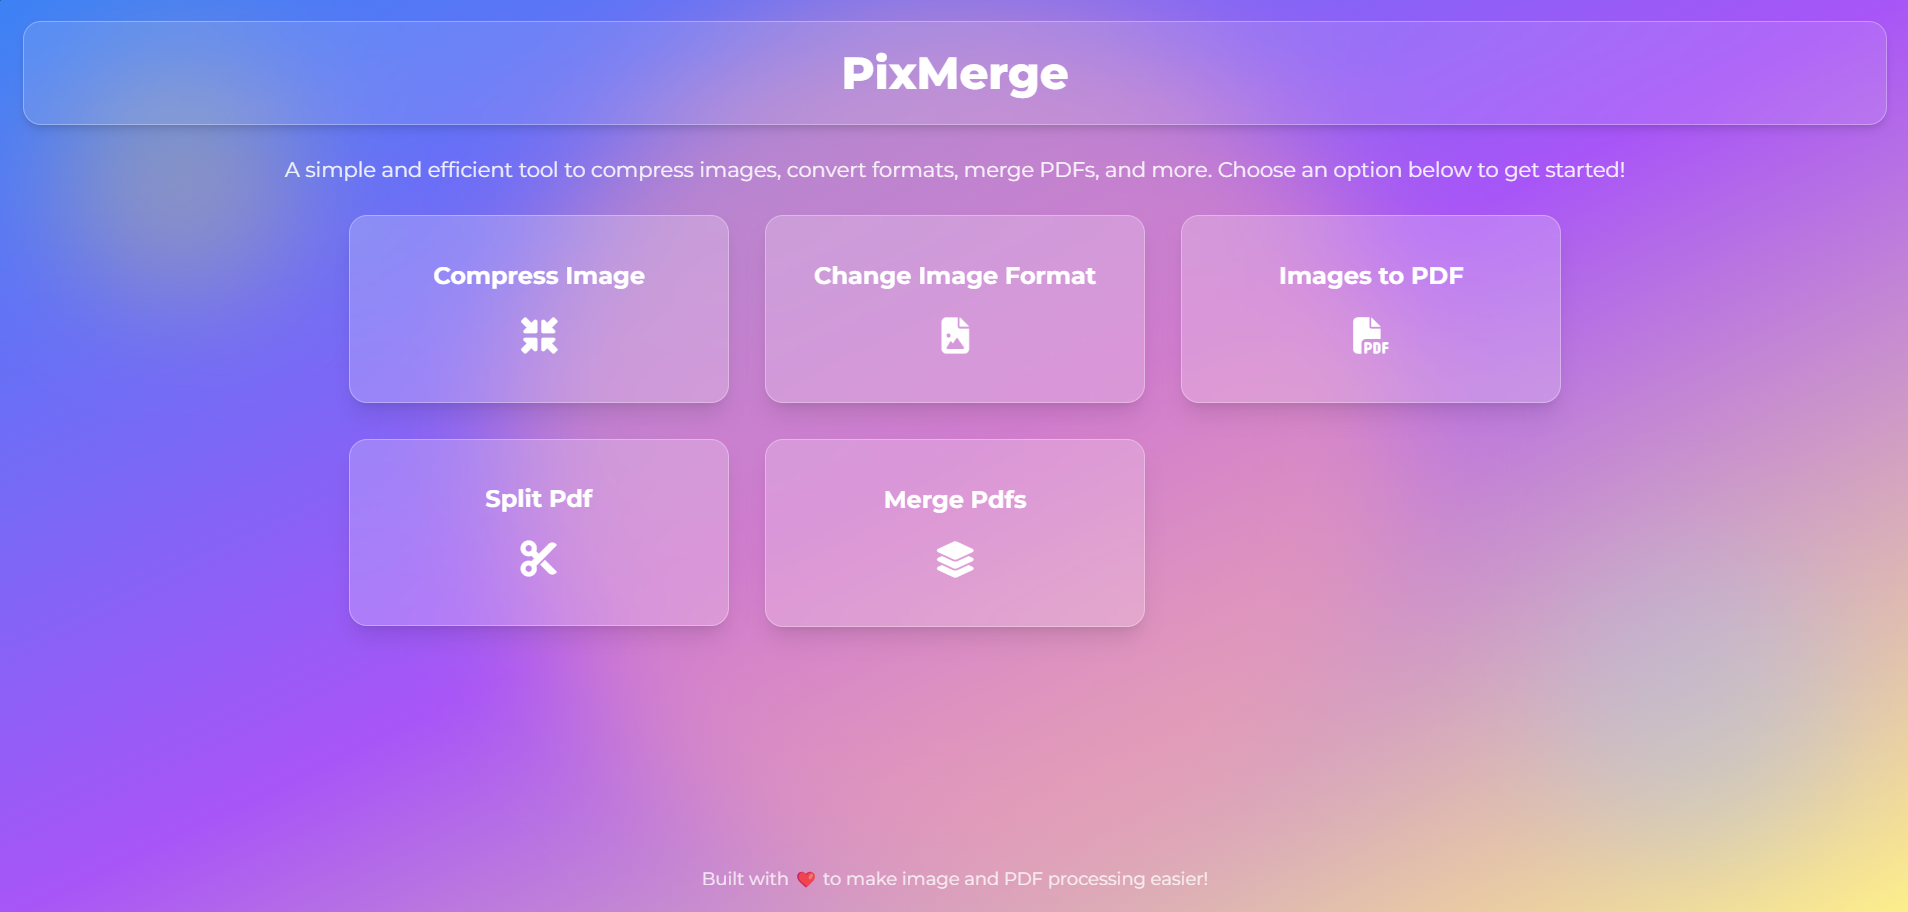 PixMerge
A simple and efficient tool to compress images, convert formats, merge PDFs, and more. Choose an option below to get started!
Compress Image
Change Image Format
Images to PDF
PDF
Split Pdf
Merge Pdfs
Built with ❤️ to make image and PDF processing easier!